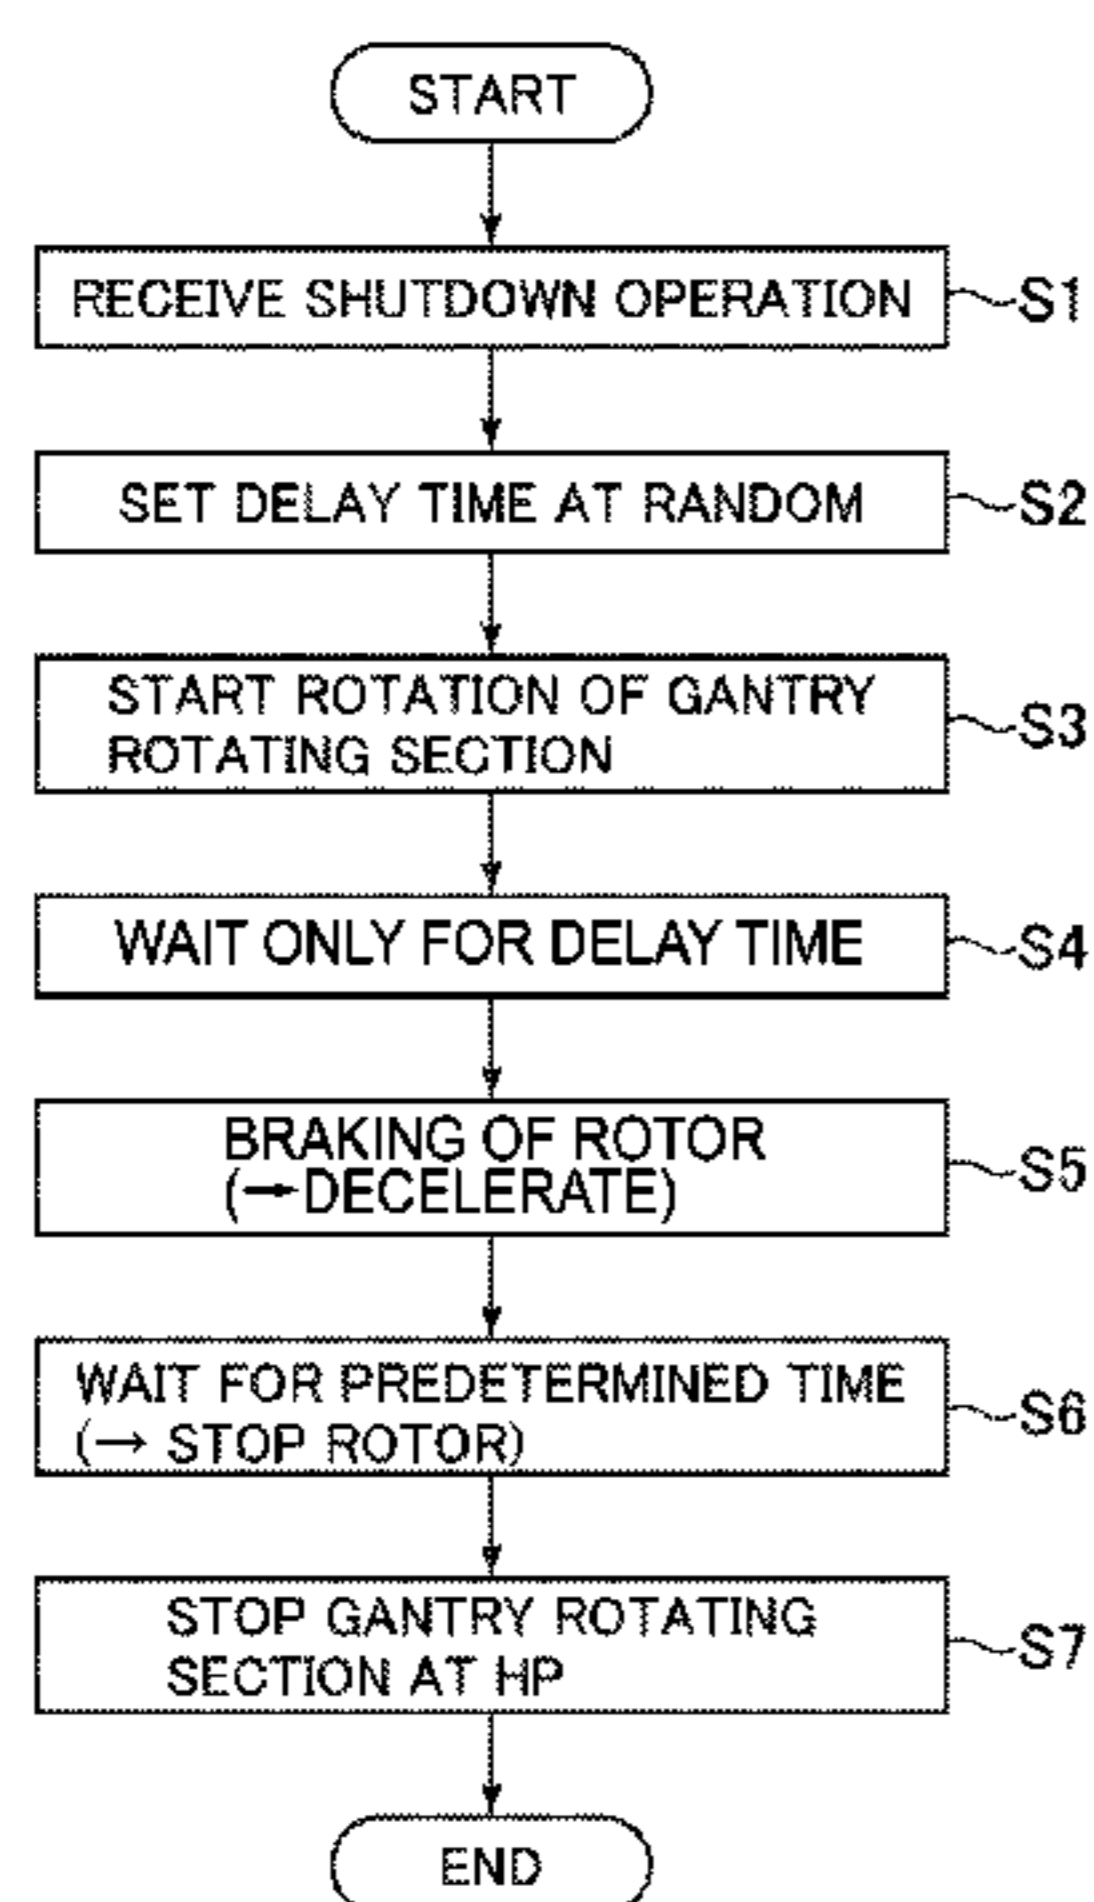 START
RECEIVE SHUTDOWN OPERATION
S1
SET DELAY TIME AT RANDOM
S2
START ROTATION OF GANTRY
ROTATING SECTION
S3
WAIT ONLY FOR DELAY TIME
S4
BRAKING OF ROTOR
(→DECELERATE)
S5
WAIT FOR PREDETERMINED TIME
(→ STOP ROTOR)
S6
STOP GANTRY ROTATING
SECTION AT HP
S7
END